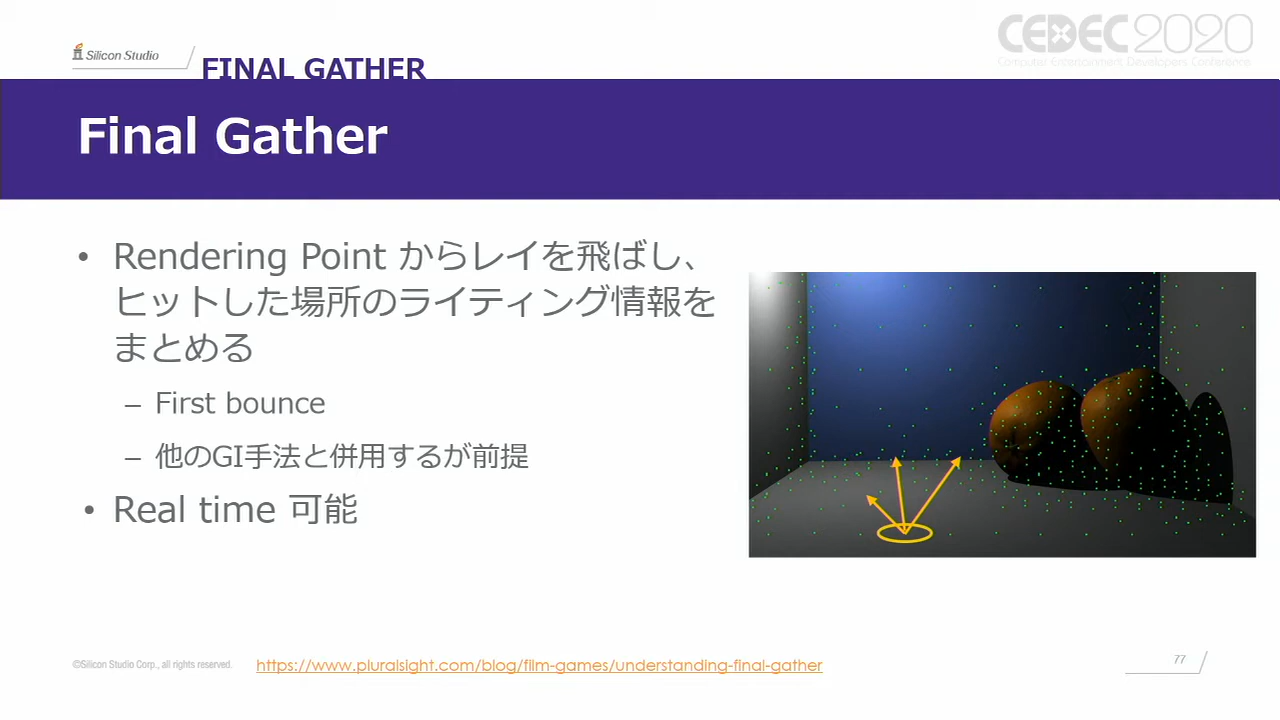 Silicon Studio
FINAL GATHER
CEDEC2020
Computer Entertainment Developers Conference
Final Gather
• Rendering Point からレイを飛ばし、
ヒットした場所のライティング情報を
まとめる
– First bounce
– 他のGI手法と併用するが前提
• Real time 可能
©Silicon Studio Corp., all rights reserved.
https://www.pluralsight.com/blog/film-games/understanding-final-gather
77